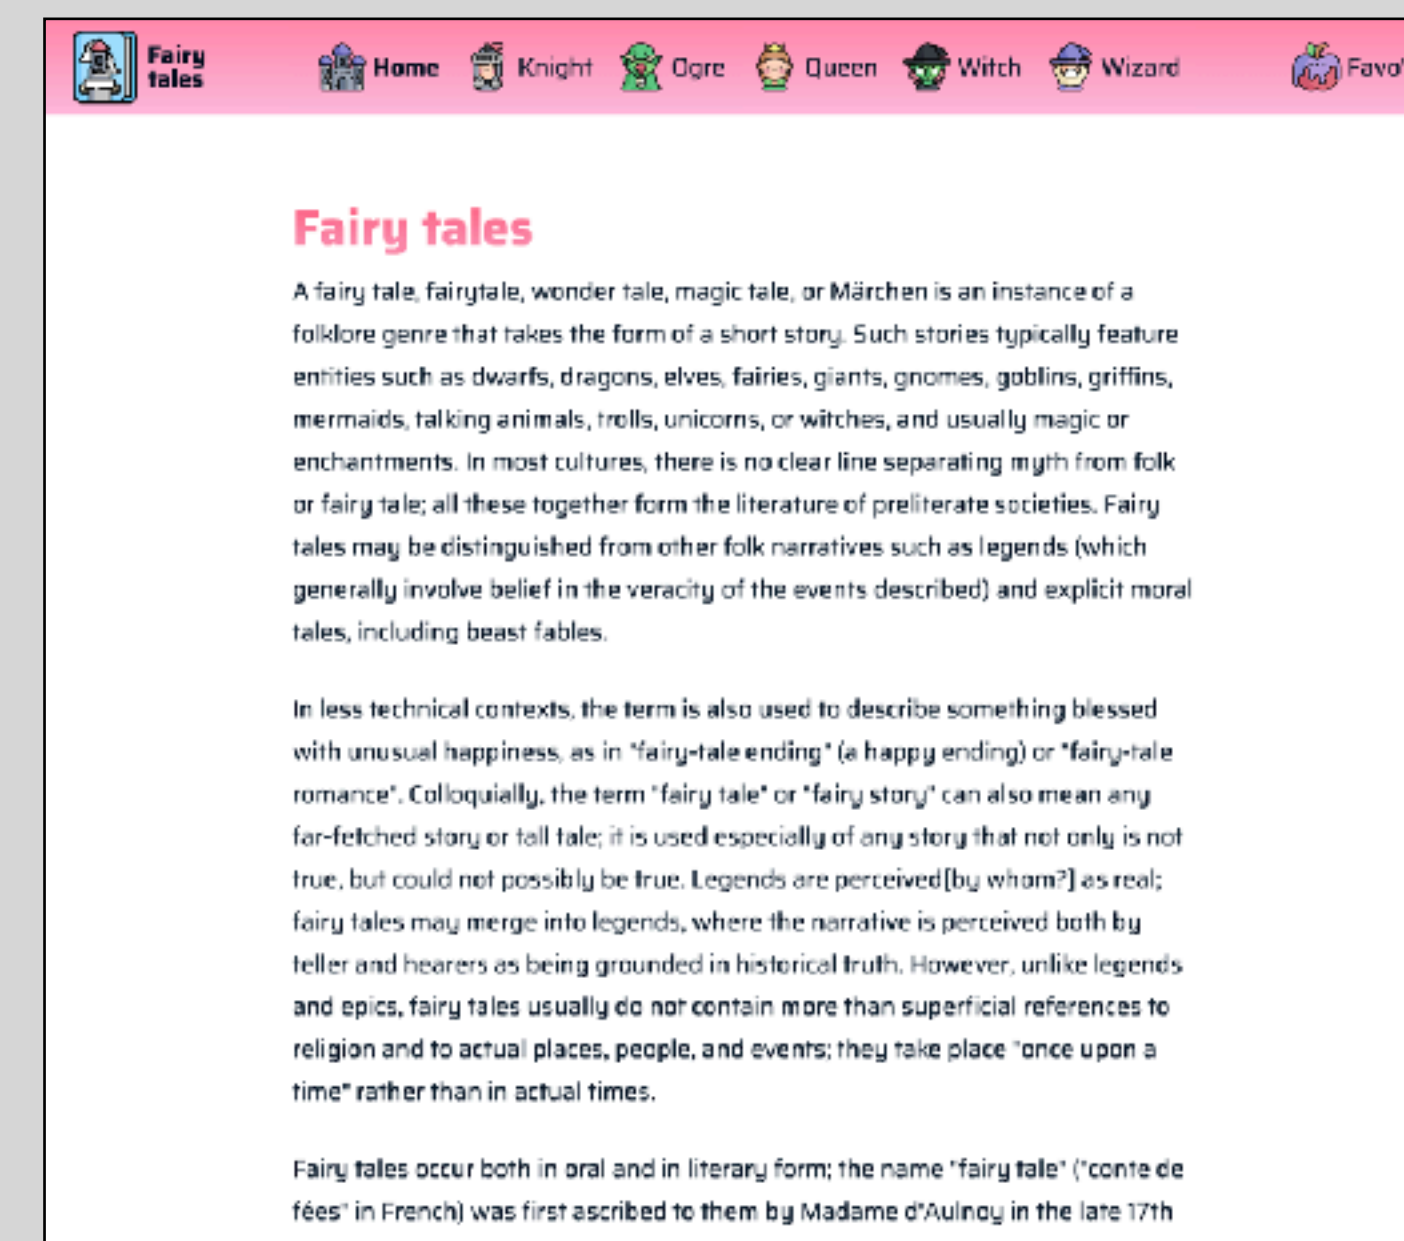 Fairy
tales
Home Knight Ogre Queen Witch Wizard
Fairy tales
A fairy tale, fairytale, wonder tale, magic tale, or Märchen is an instance of a
folklore genre that takes the form of a short story. Such stories typically feature
entities such as dwarfs, dragons, elves, fairies, giants, gnomes, goblins, griffins,
mermaids, talking animals, trolls, unicorns, or witches, and usually magic or
enchantments. In most cultures, there is no clear line separating myth from folk
or fairy tale; all these together form the literature of preliterate societies. Fairy
tales may be distinguished from other folk narratives such as legends (which
generally involve belief in the veracity of the events described) and explicit moral
tales, including beast fables.
In less technical contexts, the term is also used to describe something blessed
with unusual happiness, as in "fairy-tale ending" (a happy ending) or "fairy-tale
romance". Colloquially, the term "fairy tale" or "fairy story" can also mean any
far-fetched story or tall tale; it is used especially of any story that not only is not
true, but could not possibly be true. Legends are perceived[by whom?] as real;
fairy tales may merge into legends, where the narrative is perceived both by
teller and hearers as being grounded in historical truth. However, unlike legends
and epics, fairy tales usually do not contain more than superficial references to
religion and to actual places, people, and events; they take place "once upon a
time" rather than in actual times.
Fairy tales occur both in oral and in literary form; the name "fairy tale" ("conte de
fées" in French) was first ascribed to them by Madame d'Aulnoy in the late 17th